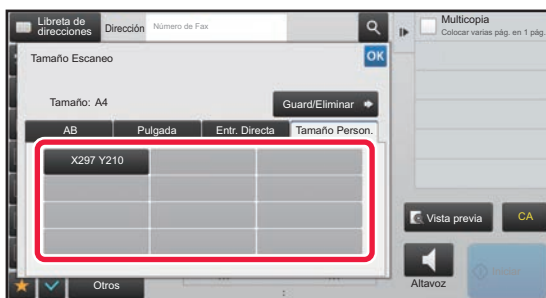 Libreta de
direcciones
Dirección
Número de Fax
Multicopia
Colocar varias pág. en 1 pág.
Tamaño Escaneo
OK
Tamaño: A4
Guard/Eliminar
AB
Pulgada
Entr. Directa
Tamaño Person.
X297 Y210
Vista previa
CA
Otros
Altavoz